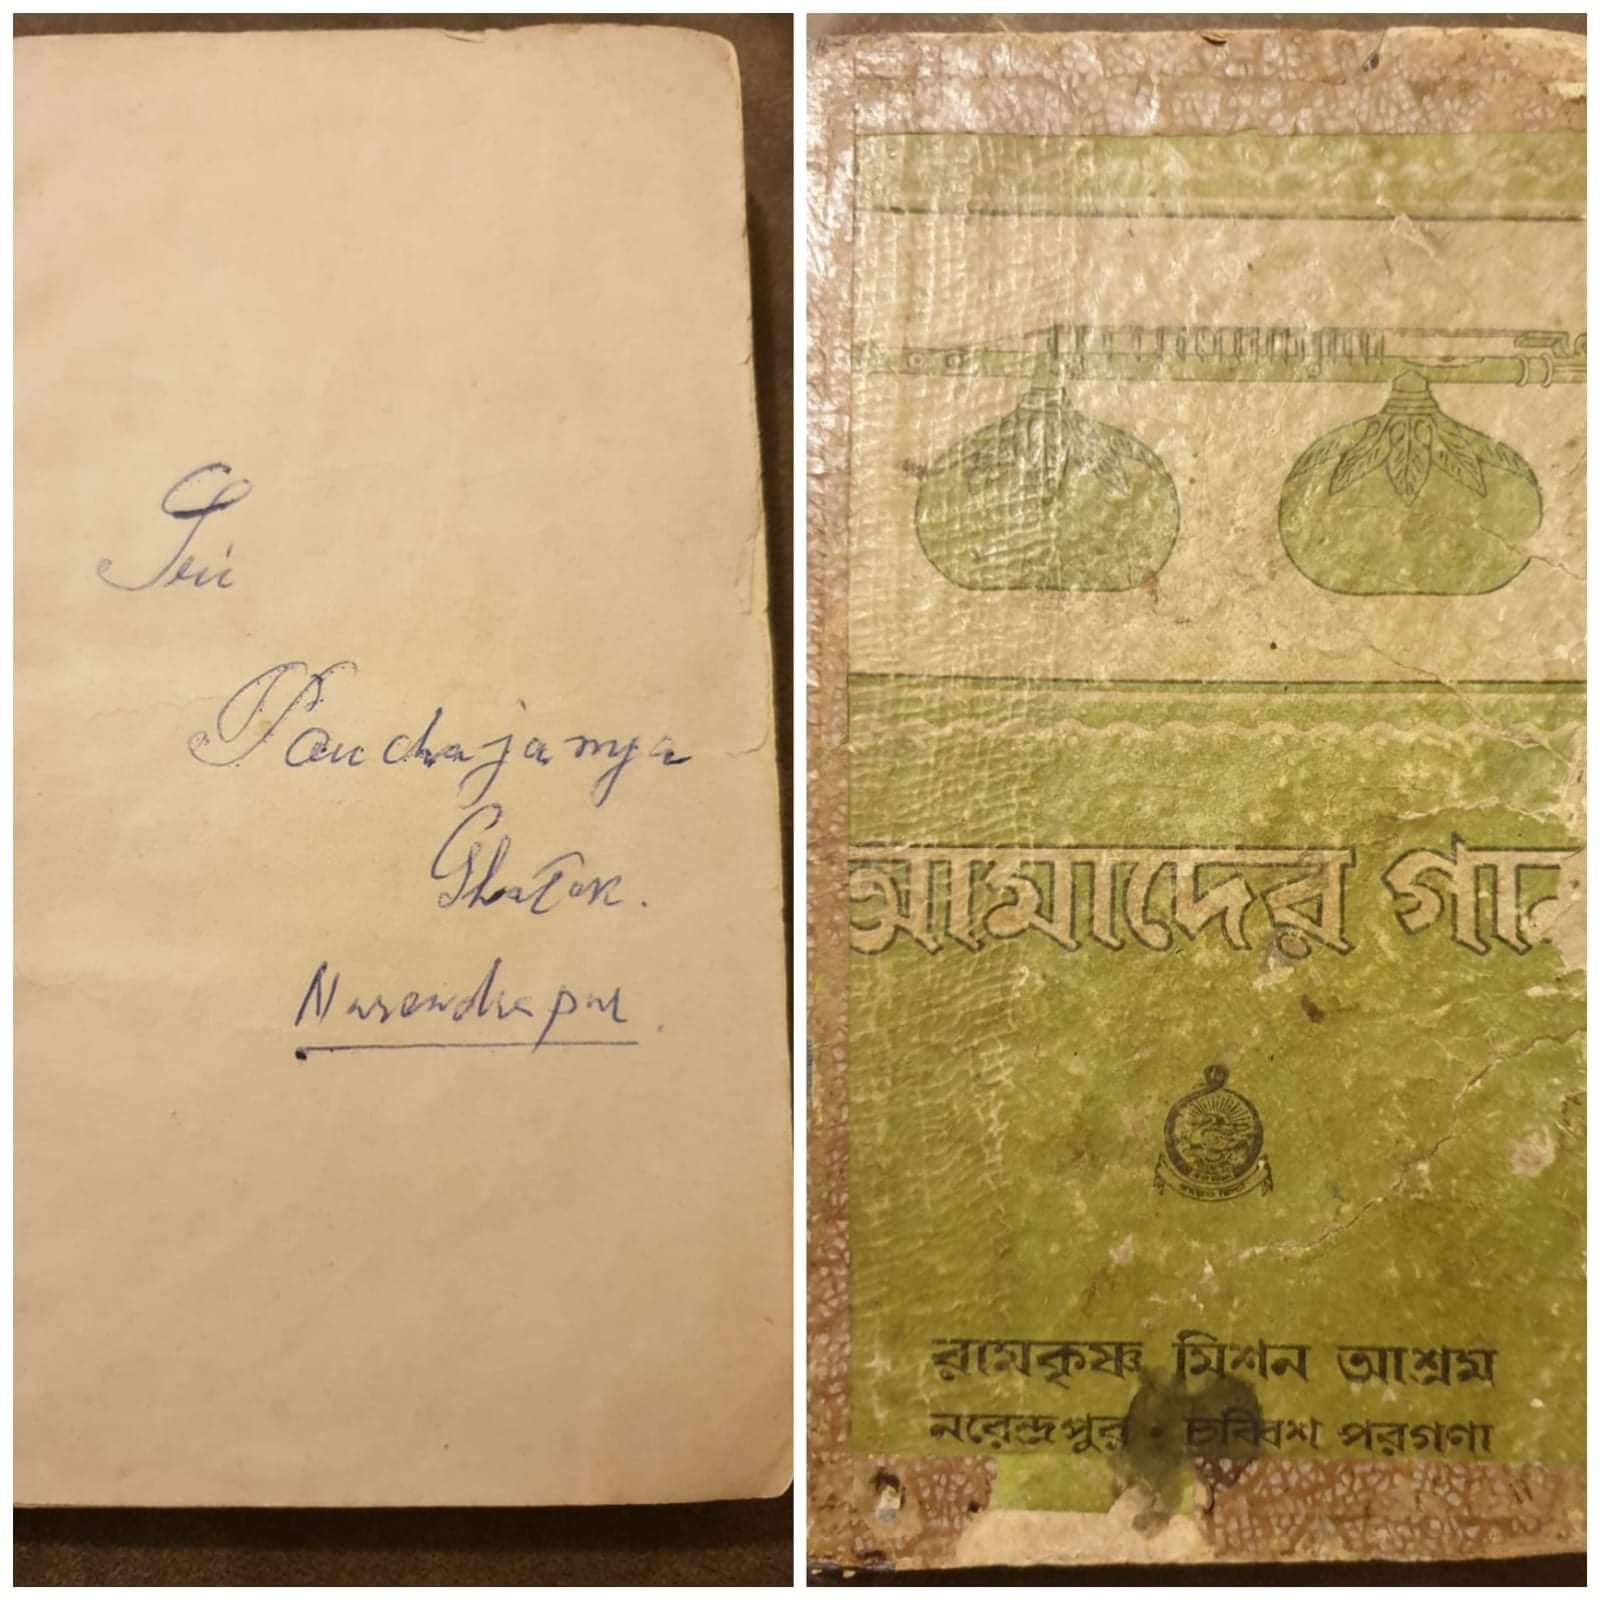 Sri
Panchajanya
Ghatak.
Narendrapur.
আমাদের গান
রামকৃষ্ণ মিশন আশ্রম
নরেন্দ্রপুর : চব্বিশ পরগণা